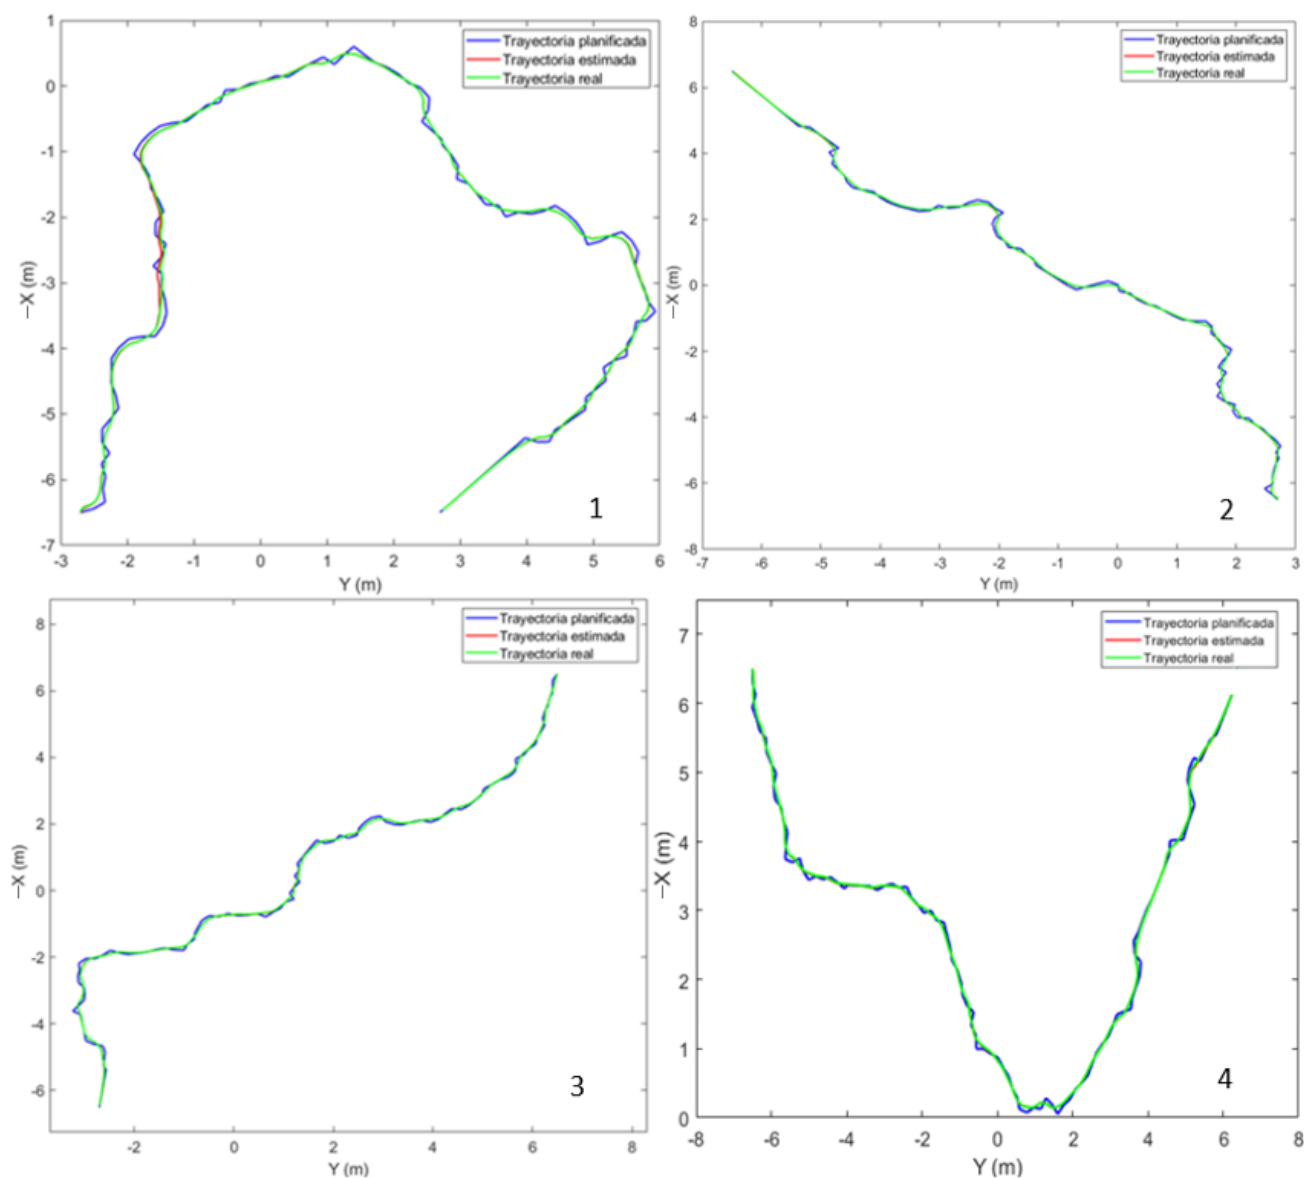 1
0
-1
-2
-3
-4
-5
-6
-7
-3 -2 -1 0 1 2 3 4 5 6
−X (m)
Y (m)
Trayectoria planificada
Trayectoria estimada
Trayectoria real
1
8
6
4
2
0
-2
-4
-6
-8
-7 -6 -5 -4 -3 -2 -1 0 1 2 3
−X (m)
Y (m)
Trayectoria planificada
Trayectoria estimada
Trayectoria real
2
8
6
4
2
0
-2
-4
-6
-2 0 2 4 6 8
−X (m)
Y (m)
Trayectoria planificada
Trayectoria estimada
Trayectoria real
3
7
6
5
4
3
2
1
0
-8 -6 -4 -2 0 2 4 6 8
−X (m)
Y (m)
Trayectoria planificada
Trayectoria estimada
Trayectoria real
4